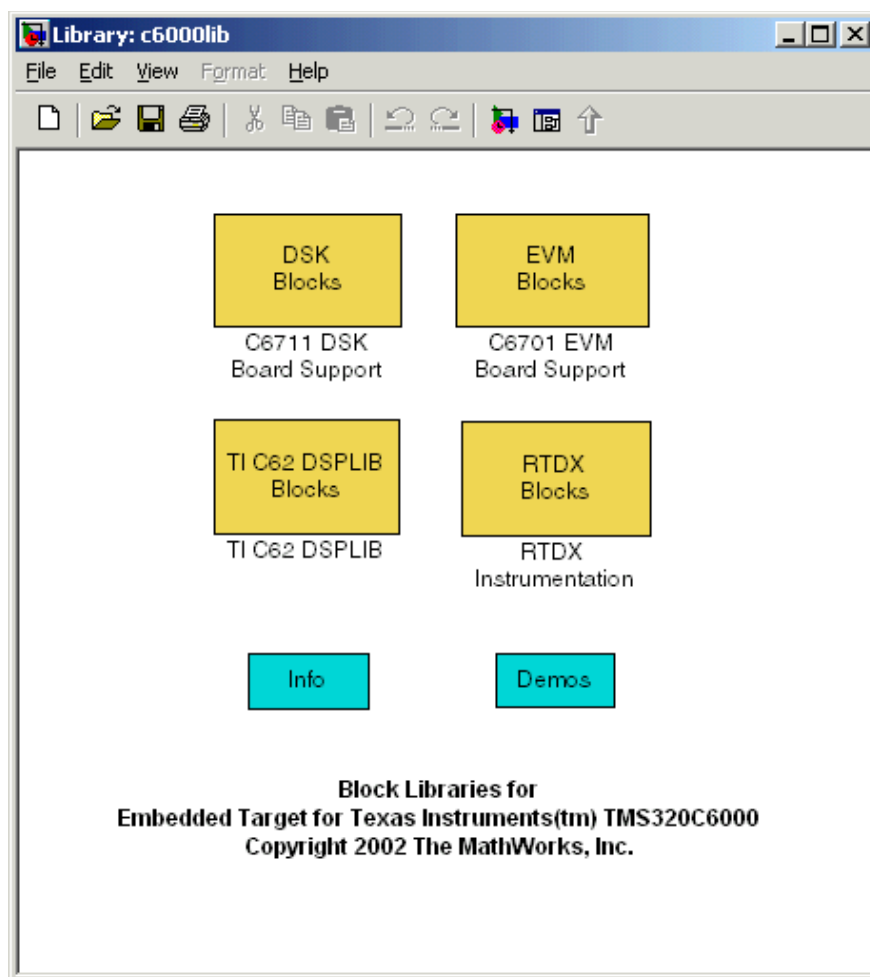 Library: c6000lib
File Edit View Format Help
DSK
Blocks
C6711 DSK
Board Support
EVM
Blocks
C6701 EVM
Board Support
TI C62 DSPLIB
Blocks
TI C62 DSPLIB
RTDX
Blocks
RTDX
Instrumentation
Info
Demos
Block Libraries for
Embedded Target for Texas Instruments(tm) TMS320C6000
Copyright 2002 The MathWorks, Inc.